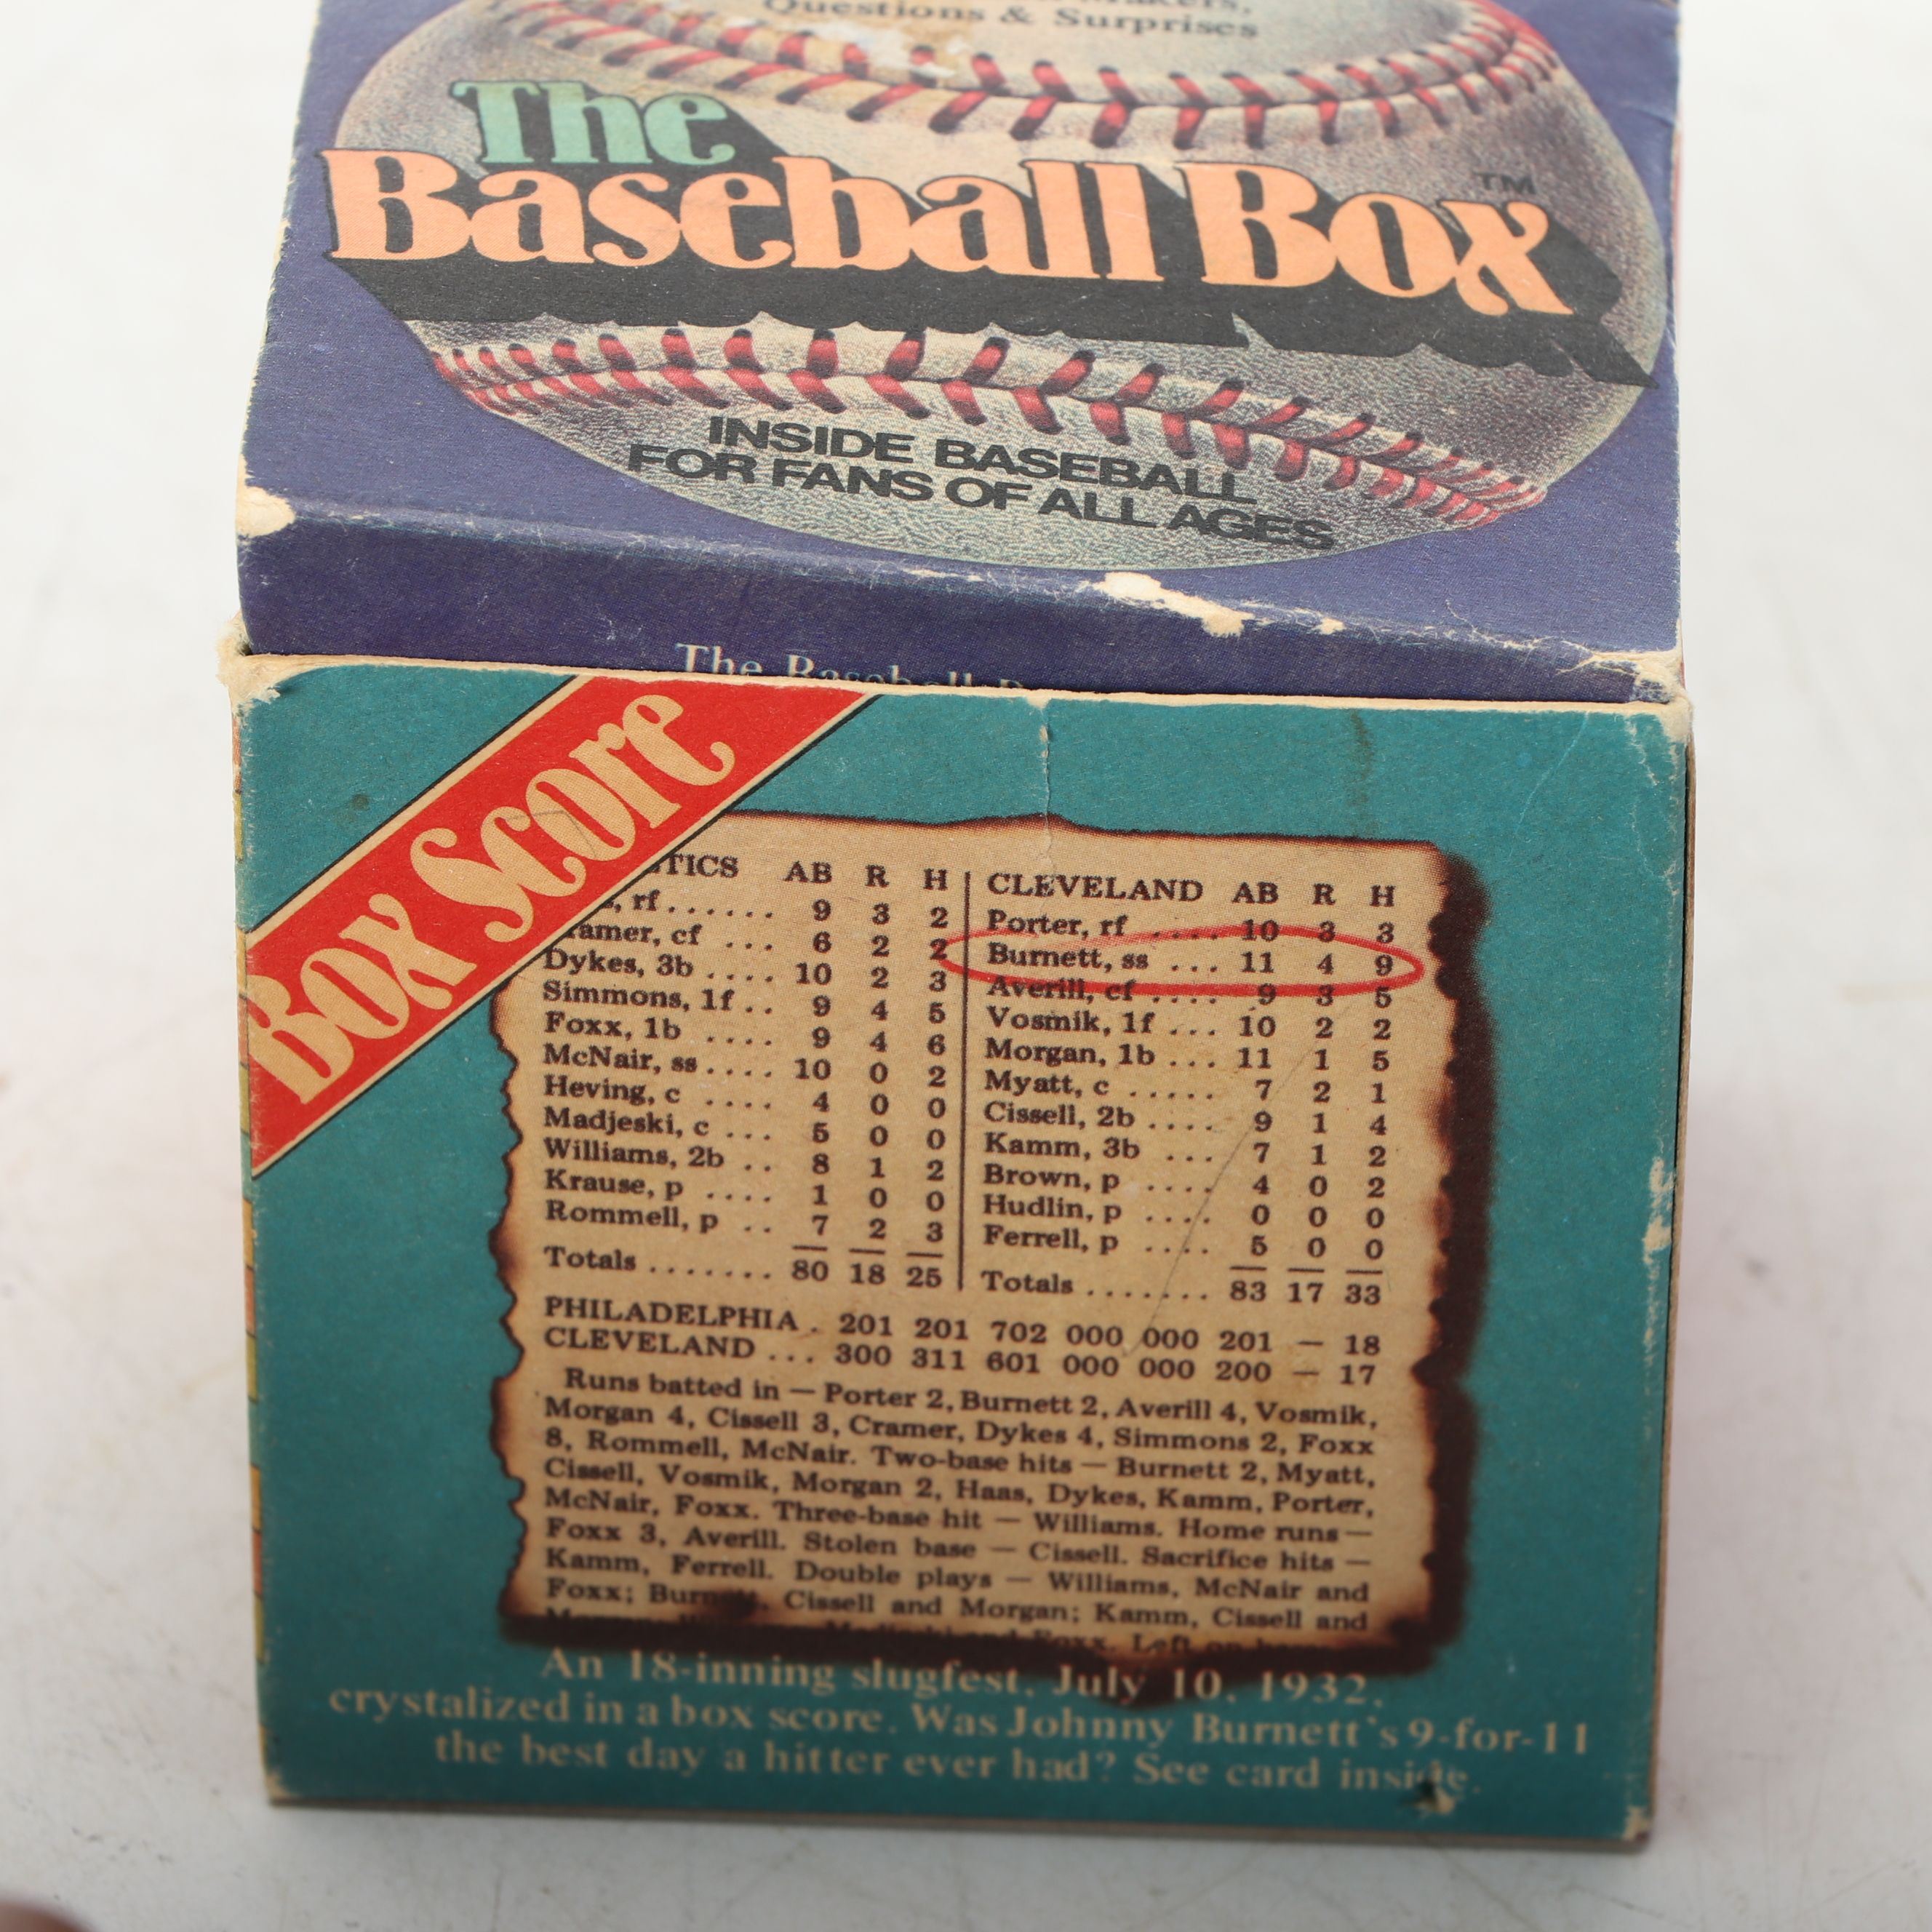 Questions & Surprises
The
Baseball Box™
INSIDE BASEBALL
FOR FANS OF ALL AGES
The Baseball
Box Score
AB R H
rf...... 9 3 2
cf ... 6 2 2
Dykes, 3b .... 10 2 3
Simmons, 1f .. 9 4 5
Foxx, 1b .... 9 4 6
McNair, ss .... 10 0 2
Heving, c .... 4 0 0
Madjeski, c ... 5 0 0
Williams, 2b .. 8 1 2
Krause, p .... 1 0 0
Rommell, p .. 7 2 3
Totals ....... 80 18 25
CLEVELAND AB R H
Porter, rf .... 10 3 3
Burnett, ss ... 11 4 9
Averill, cf .... 9 3 5
Vosmik, 1f ... 10 2 2
Morgan, 1b ... 11 1 5
Myatt, c ..... 7 2 1
Cissell, 2b .... 9 1 4
Kamm, 3b ... 7 1 2
Brown, p .... 4 0 2
Hudlin, p .... 0 0 0
Ferrell, p .... 5 0 0
Totals ....... 83 17 33
PHILADELPHIA . 201 201 702 000 000 201 — 18
CLEVELAND ... 300 311 601 000 000 200 — 17
Runs batted in — Porter 2, Burnett 2, Averill 4, Vosmik,
Morgan 4, Cissell 3, Cramer, Dykes 4, Simmons 2, Foxx
8, Rommell, McNair. Two-base hits — Burnett 2, Myatt,
Cissell, Vosmik, Morgan 2, Haas, Dykes, Kamm, Porter,
McNair, Foxx. Three-base hit — Williams. Home runs —
Foxx 3, Averill. Stolen base — Cissell. Sacrifice hits —
Kamm, Ferrell. Double plays — Williams, McNair and
Foxx; Burnett, Cissell and Morgan; Kamm, Cissell and
Foxx. Left on
An 18-inning slugfest, July 10, 1932,
crystalized in a box score. Was Johnny Burnett's 9-for-11
the best day a hitter ever had? See card inside.